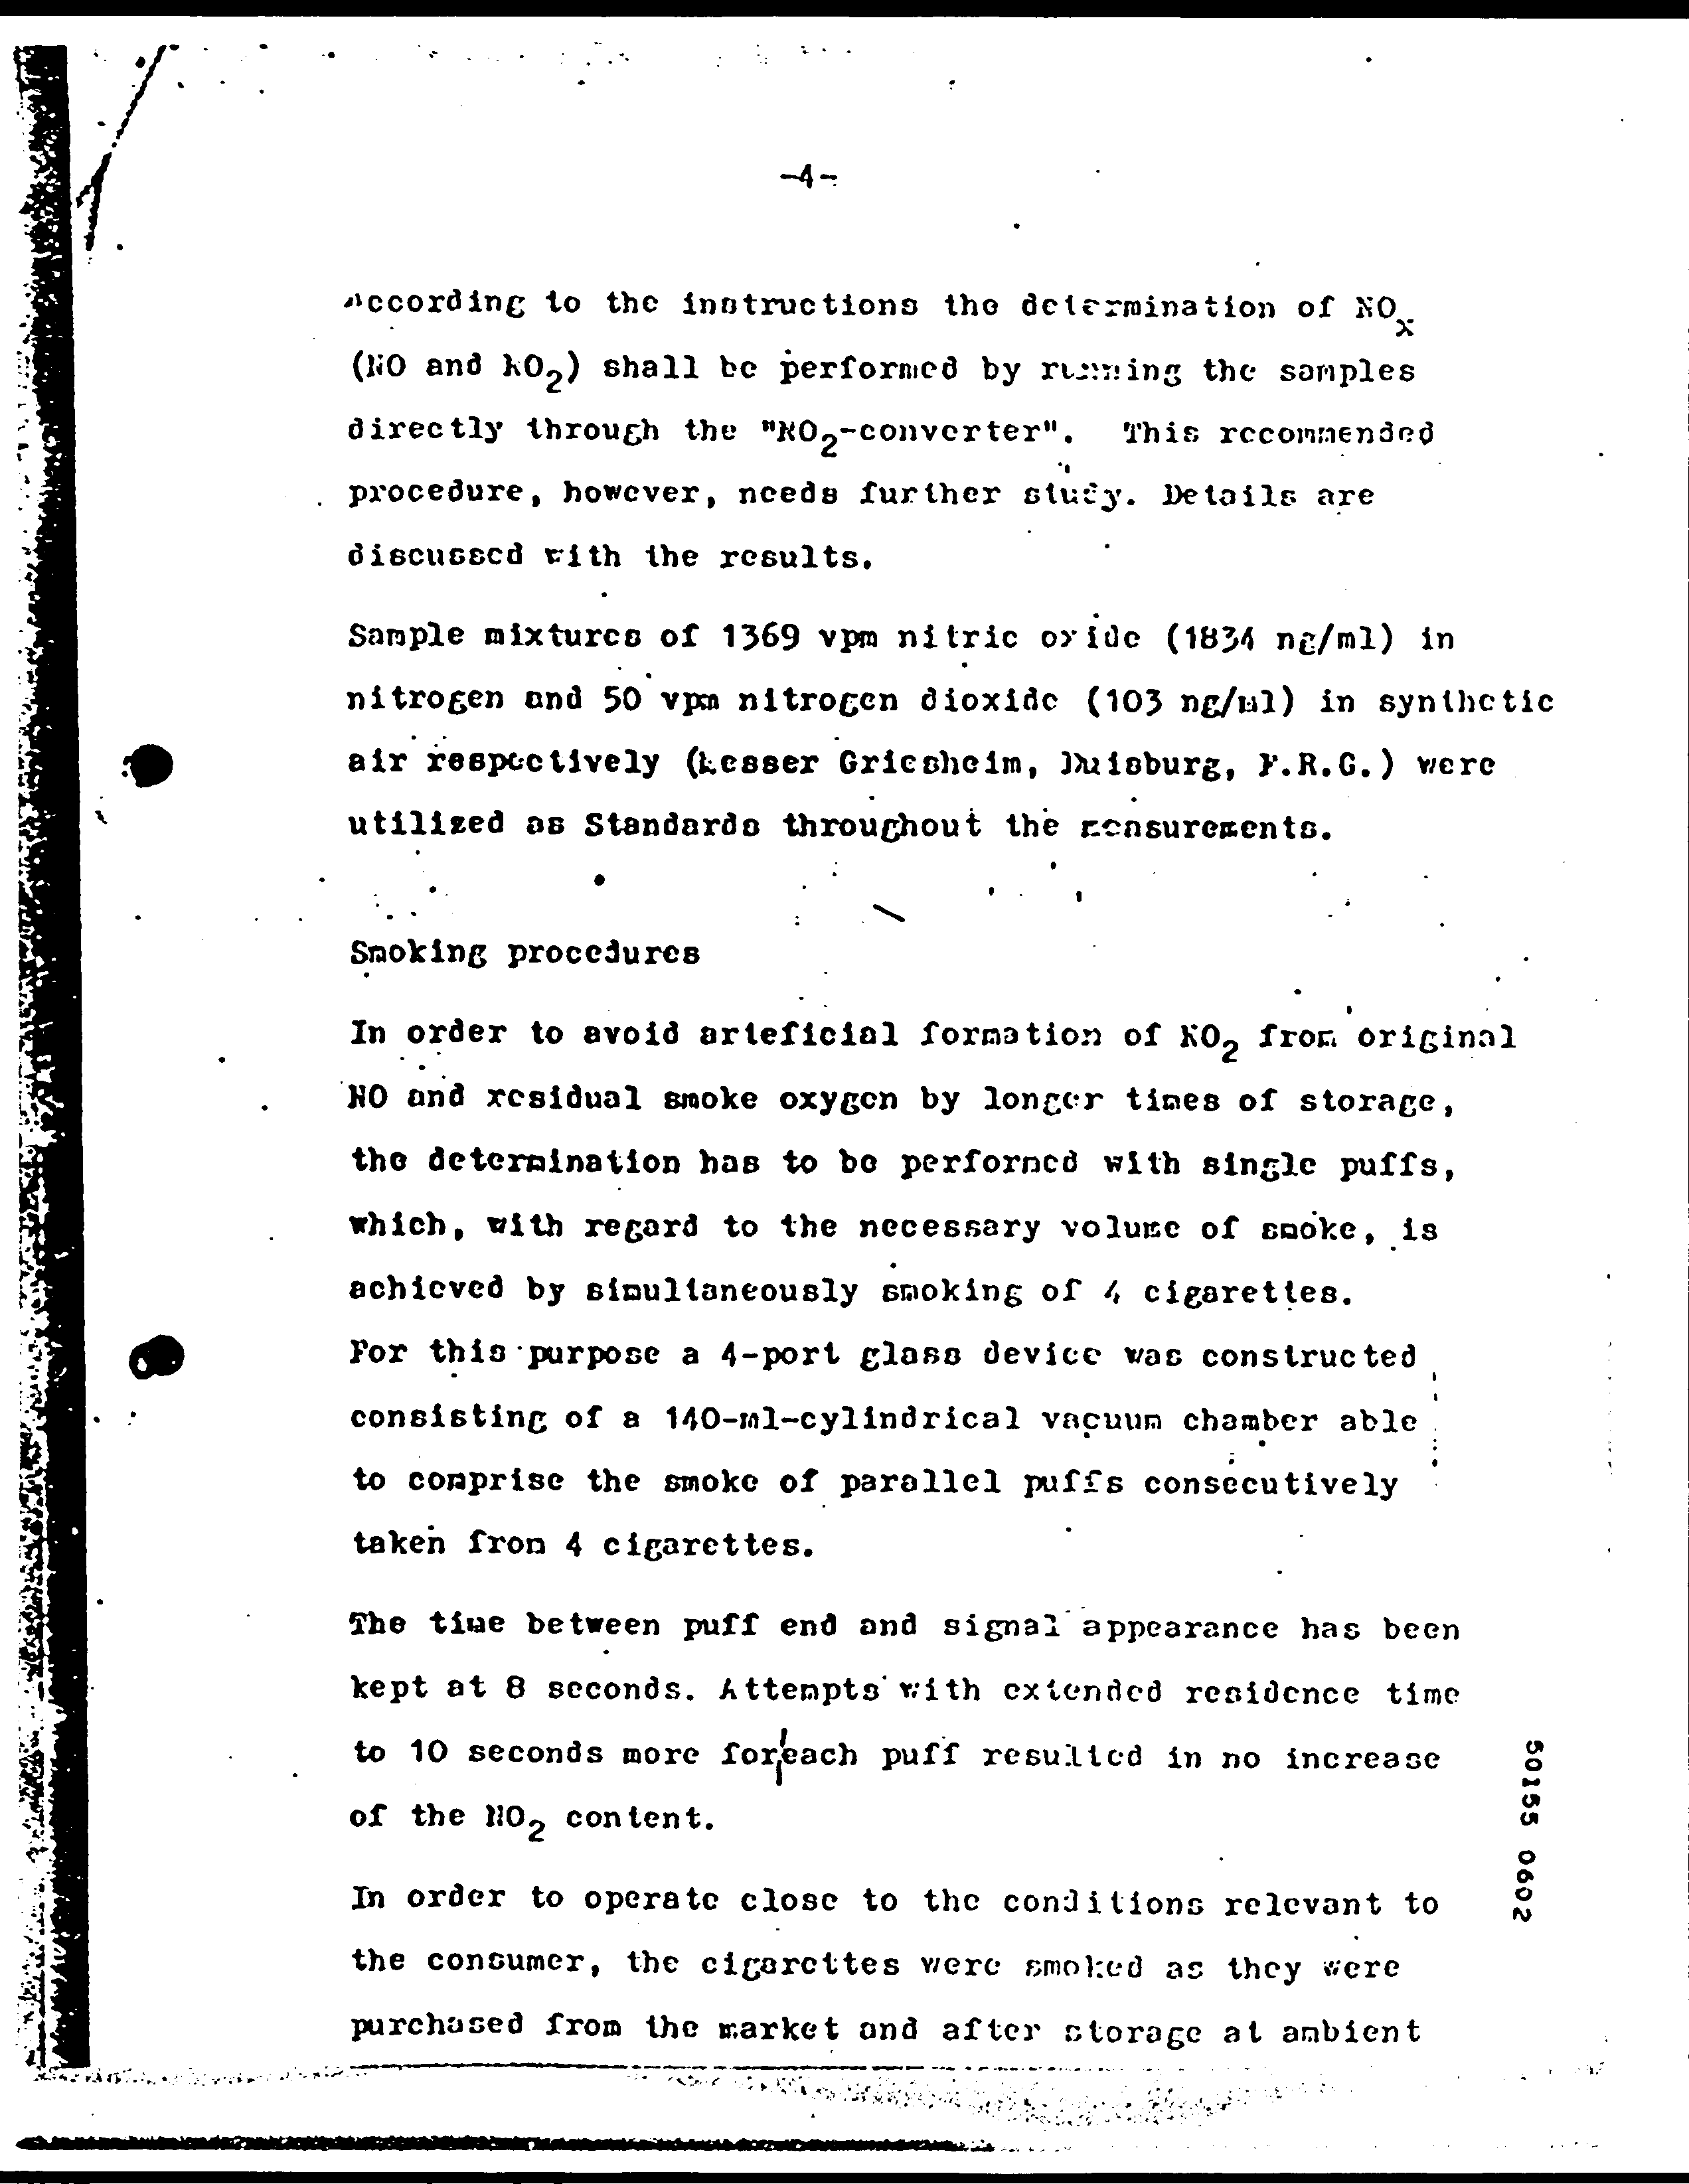 -4-
According to the instructions the determination of NOx
(NO and NO2) shall be performed by running the samples
directly through the "NO2-converter". This recommended
procedure, however, needs further study. Details are
discussed with the results.
Sample mixtures of 1369 vpm nitric oxide (1834 ng/ml) in
nitrogen and 50 vpm nitrogen dioxide (103 ng/ml) in synthetic
air respectively (Messer Griesheim, Duisburg, F.R.G.) were
utilized as Standards throughout the measurements.
Smoking procedures
In order to avoid arteficial formation of NO2 from original
NO and residual smoke oxygen by longer times of storage,
the determination has to be performed with single puffs,
which, with regard to the necessary volume of smoke, is
achieved by simultaneously smoking of 4 cigarettes.
For this purpose a 4-port glass device was constructed
consisting of a 140-ml-cylindrical vacuum chamber able
to comprise the smoke of parallel puffs consecutively
taken from 4 cigarettes.
The time between puff end and signal appearance has been
kept at 8 seconds. Attempts with extended residence time
to 10 seconds more for each puff resulted in no increase
of the NO2 content.
In order to operate close to the conditions relevant to
the consumer, the cigarettes were smoked as they were
purchased from the market and after storage at ambient
50155 0602